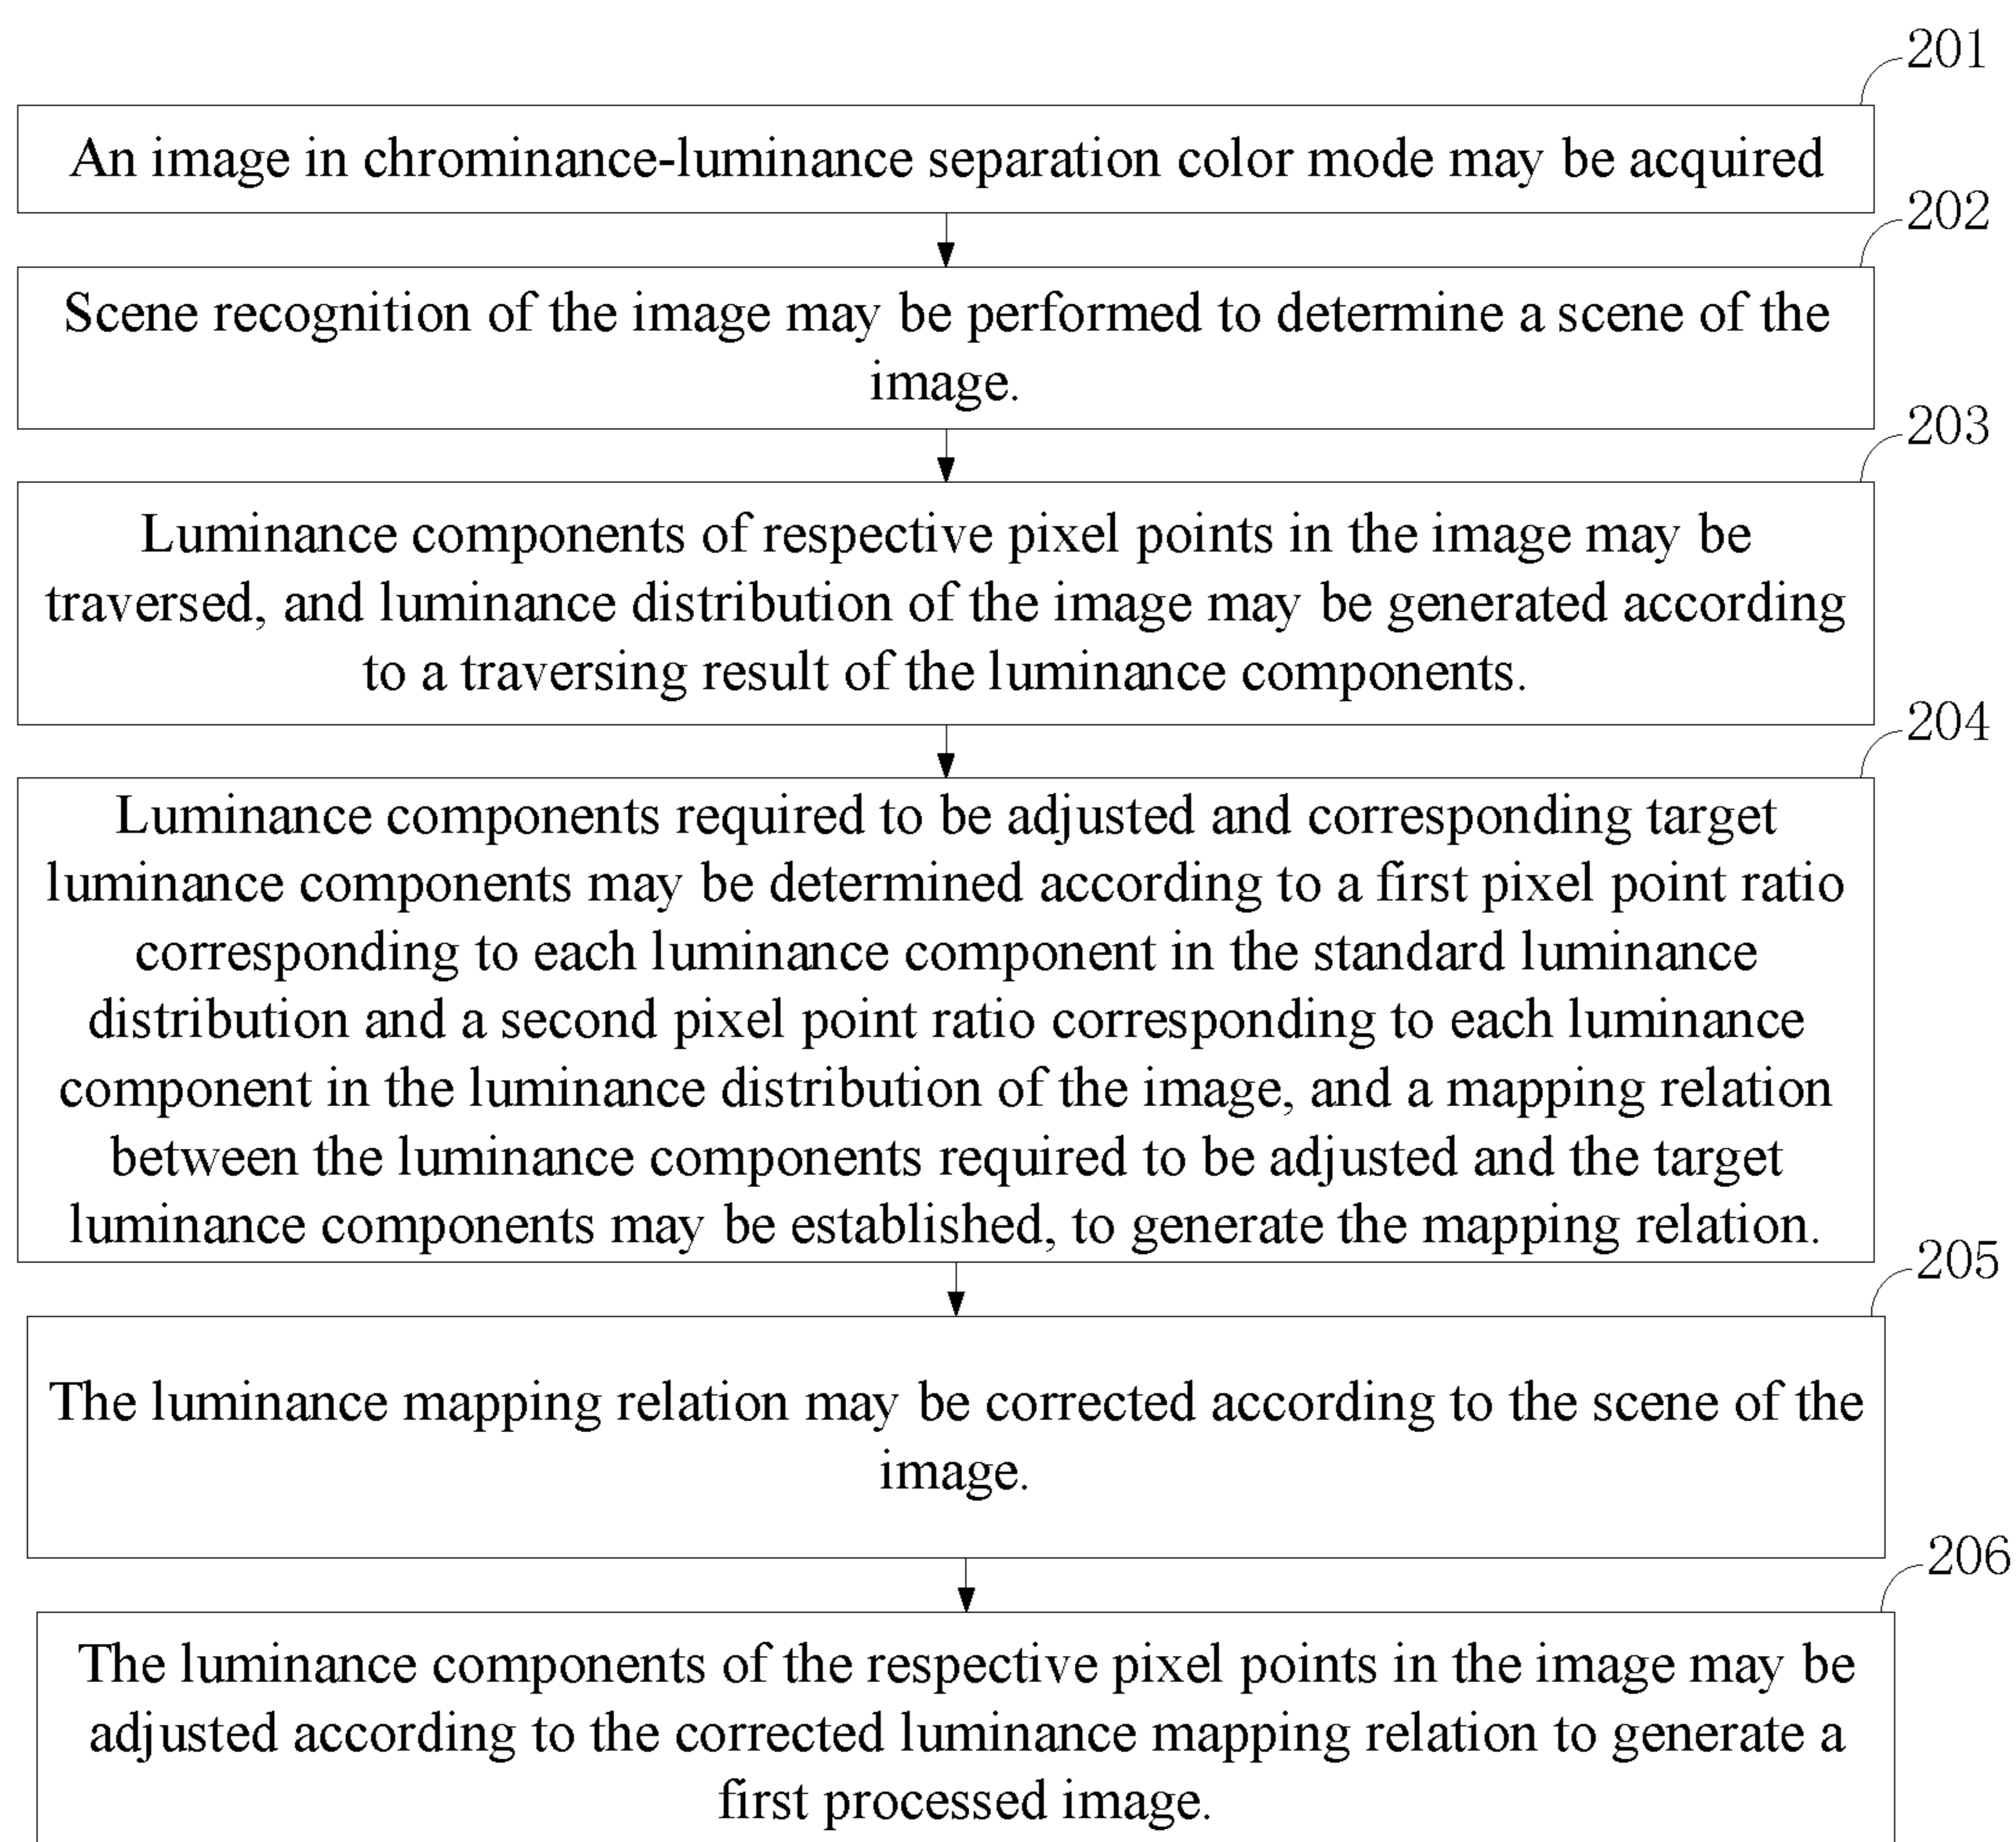 201
An image in chrominance-luminance separation color mode may be acquired
202
Scene recognition of the image may be performed to determine a scene of the
image.
203
Luminance components of respective pixel points in the image may be
traversed, and luminance distribution of the image may be generated according
to a traversing result of the luminance components.
204
Luminance components required to be adjusted and corresponding target
luminance components may be determined according to a first pixel point ratio
corresponding to each luminance component in the standard luminance
distribution and a second pixel point ratio corresponding to each luminance
component in the luminance distribution of the image, and a mapping relation
between the luminance components required to be adjusted and the target
luminance components may be established, to generate the mapping relation.
205
The luminance mapping relation may be corrected according to the scene of the
image.
206
The luminance components of the respective pixel points in the image may be
adjusted according to the corrected luminance mapping relation to generate a
first processed image.